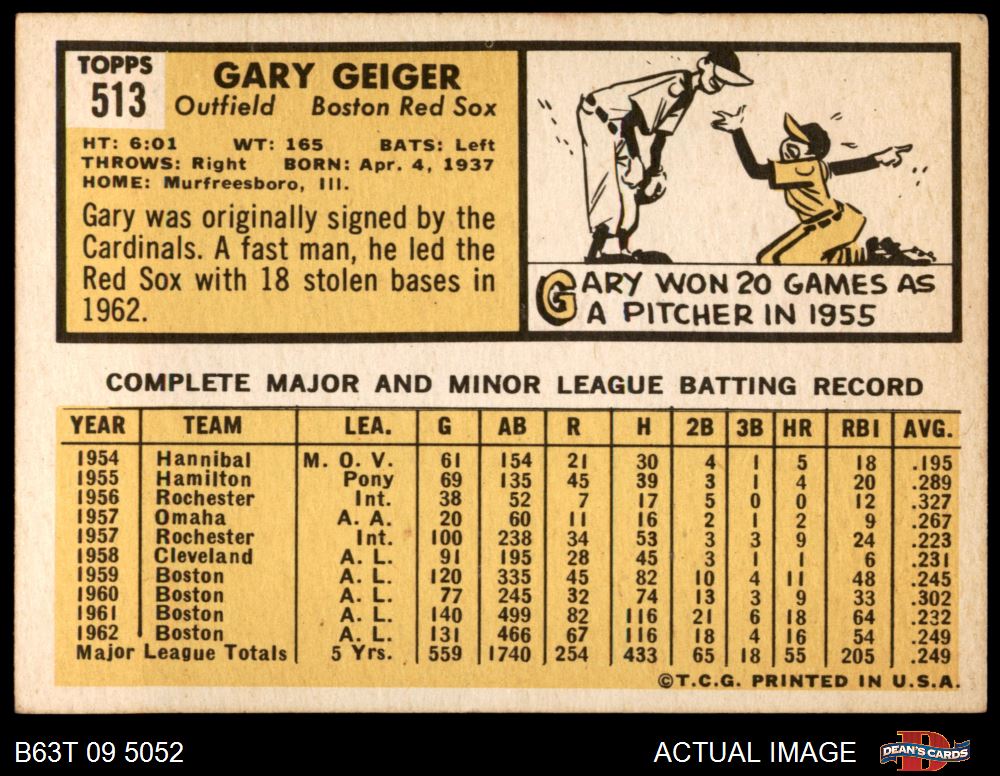 TOPPS
513
GARY GEIGER
Outfield Boston Red Sox
HT: 6:01 WT: 165 BATS: Left
THROWS: Right BORN: Apr. 4, 1937
HOME: Murfreesboro, Ill.
Gary was originally signed by the
Cardinals. A fast man, he led the
Red Sox with 18 stolen bases in
1962.
GARY WON 20 GAMES AS
A PITCHER IN 1955
COMPLETE MAJOR AND MINOR LEAGUE BATTING RECORD
YEAR TEAM LEA. G AB R H 2B 3B HR RBI AVG.
1954 Hannibal M. O. V. 61 154 21 30 4 1 5 18 .195
1955 Hamilton Pony 69 135 45 39 3 1 4 20 .289
1956 Rochester Int. 38 52 7 17 5 0 0 12 .327
1957 Omaha A. A. 20 60 11 16 2 1 2 9 .267
1957 Rochester Int. 100 238 34 53 3 3 9 24 .223
1958 Cleveland A. L. 91 195 28 45 3 1 1 6 .231
1959 Boston A. L. 120 335 45 82 10 4 11 48 .245
1960 Boston A. L. 77 245 32 74 13 3 9 33 .302
1961 Boston A. L. 140 499 82 116 21 6 18 64 .232
1962 Boston A. L. 131 466 67 116 18 4 16 54 .249
Major League Totals 5 Yrs. 559 1740 254 433 65 18 55 205 .249
©T.C.G. PRINTED IN U.S.A.
B63T 09 5052
ACTUAL IMAGE
DEAN'S CARDS